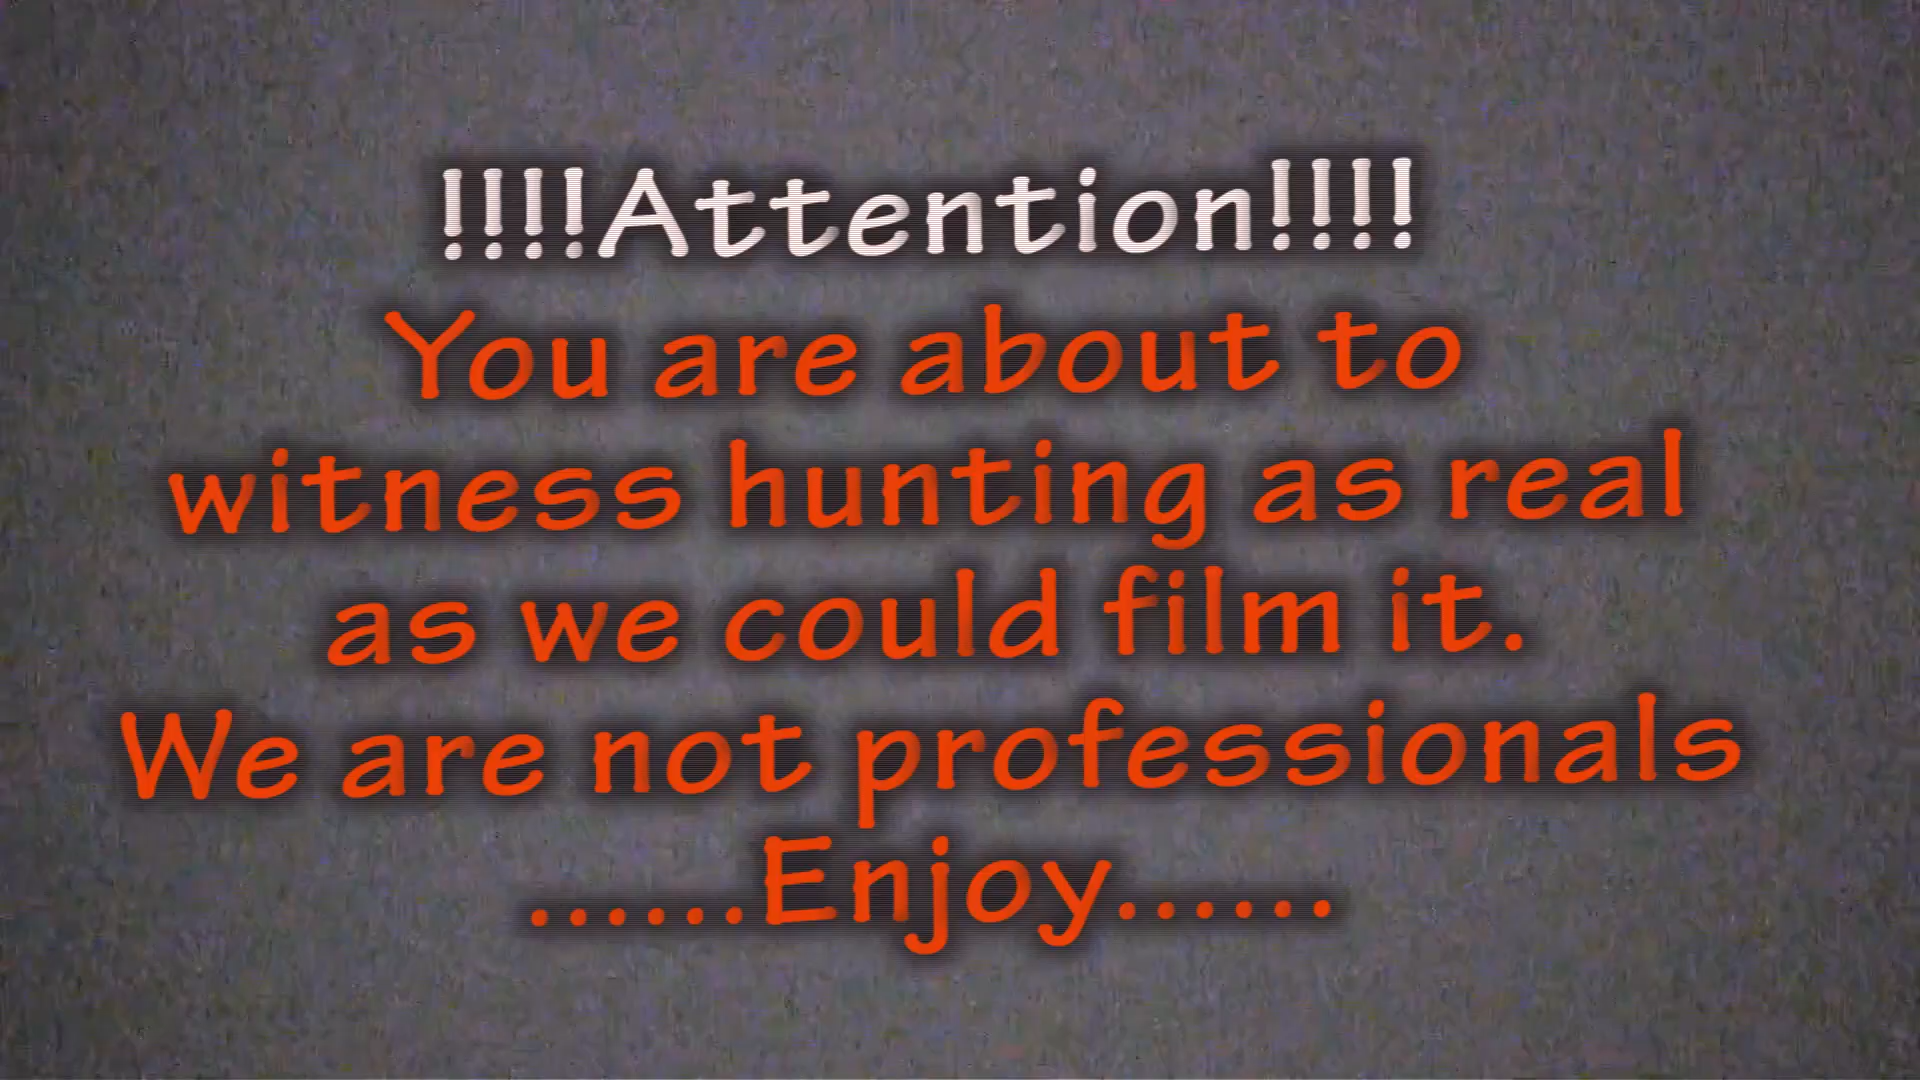 !!!!Attention!!!!
You are about to
witness hunting as real
as we could film it.
We are not professionals
......Enjoy......